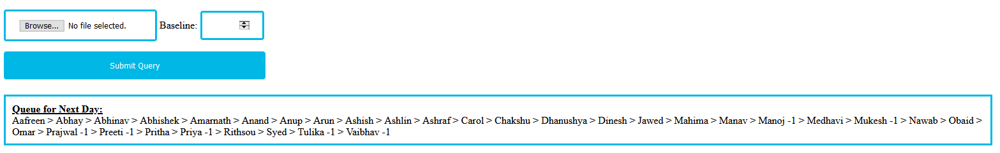 Browse... No file selected. Baseline:
Submit Query
Queue for Next Day:
Aafreen > Abhay > Abhinav > Abhishek > Amarnath > Anand > Anup > Arun > Ashish > Ashlin > Ashraf > Carol > Chakshu > Dhanushya > Dinesh > Jawed > Mahima > Manav > Manoj -1 > Medhavi > Mukesh -1 > Nawab > Obaid >
Omar > Prajwal -1 > Preeti -1 > Pritha > Priya -1 > Rithsou > Syed > Tulika -1 > Vaibhav -1